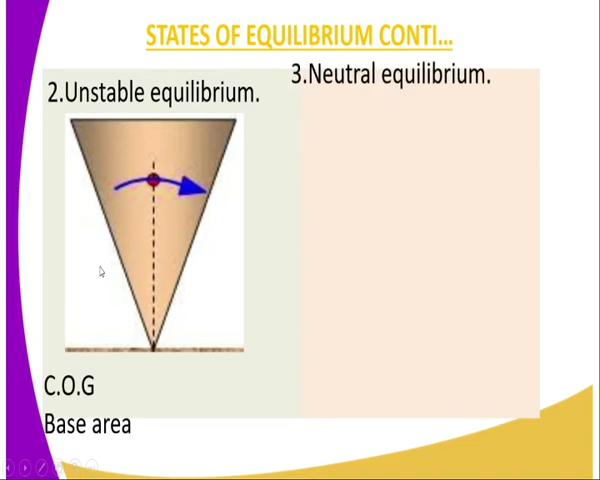 STATES OF EQUILIBRIUM CONTI...
2.Unstable equilibrium.
3.Neutral equilibrium.
C.O.G
Base area